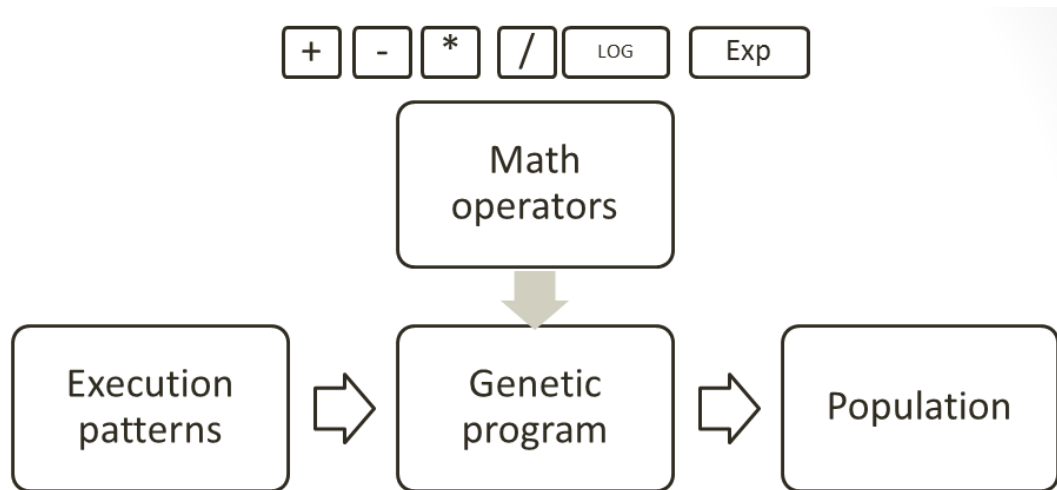 + - * / LOG Exp
Math
operators
Execution
patterns
Genetic
program
Population